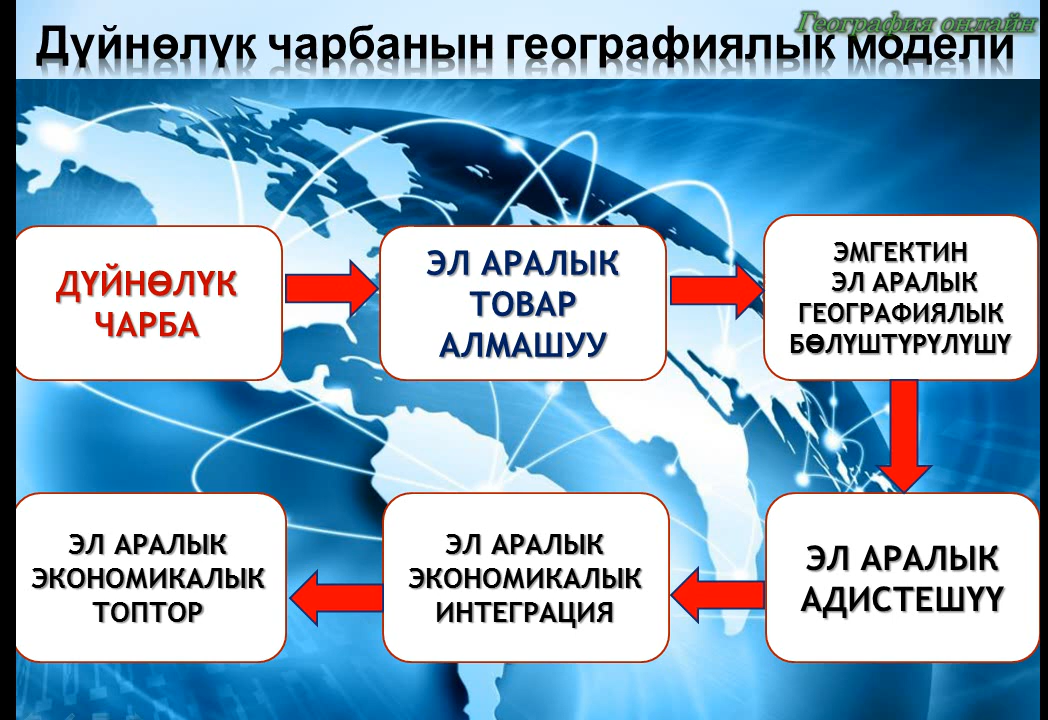 География онлайн
Дүйнөлүк чарбанын географиялык модели
ДҮЙНӨЛҮК
ЧАРБА
ЭЛ АРАЛЫК
ТОВАР
АЛМАШУУ
ЭМГЕКТИН
ЭЛ АРАЛЫК
ГЕОГРАФИЯЛЫК
БӨЛҮШТҮРҮЛҮШҮ
ЭЛ АРАЛЫК
АДИСТЕШҮҮ
ЭЛ АРАЛЫК
ЭКОНОМИКАЛЫК
ИНТЕГРАЦИЯ
ЭЛ АРАЛЫК
ЭКОНОМИКАЛЫК
ТОПТОР